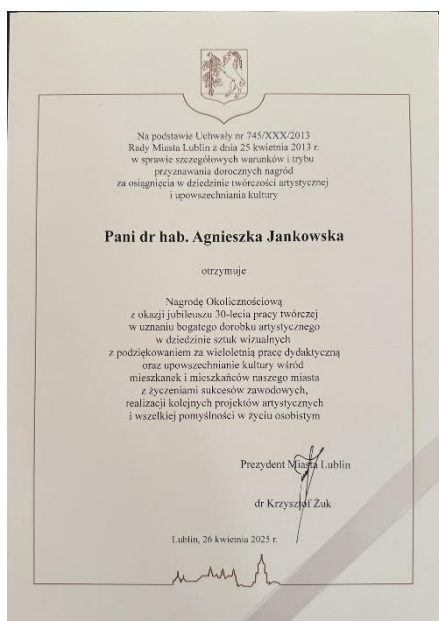 Na podstawie Uchwały nr 745/XXX/2013
Rady Miasta Lublin z dnia 25 kwietnia 2013 r.
w sprawie szczegółowych warunków i trybu
przyznawania dorocznych nagród
za osiągnięcia w dziedzinie twórczości artystycznej
i upowszechniania kultury
Pani dr hab. Agnieszka Jankowska
otrzymuje
Nagrodę Okolicznościową
z okazji jubileuszu 30-lecia pracy twórczej
w uznaniu bogatego dorobku artystycznego
w dziedzinie sztuk wizualnych
z podziękowaniem za wieloletnią pracę dydaktyczną
oraz upowszechnianie kultury wśród
mieszkanek i mieszkańców naszego miasta
z życzeniami sukcesów zawodowych,
realizacji kolejnych projektów artystycznych
i wszelkiej pomyślności w życiu osobistym
Prezydent Miasta Lublin
dr Krzysztof Żuk
Lublin, 26 kwietnia 2025 r.